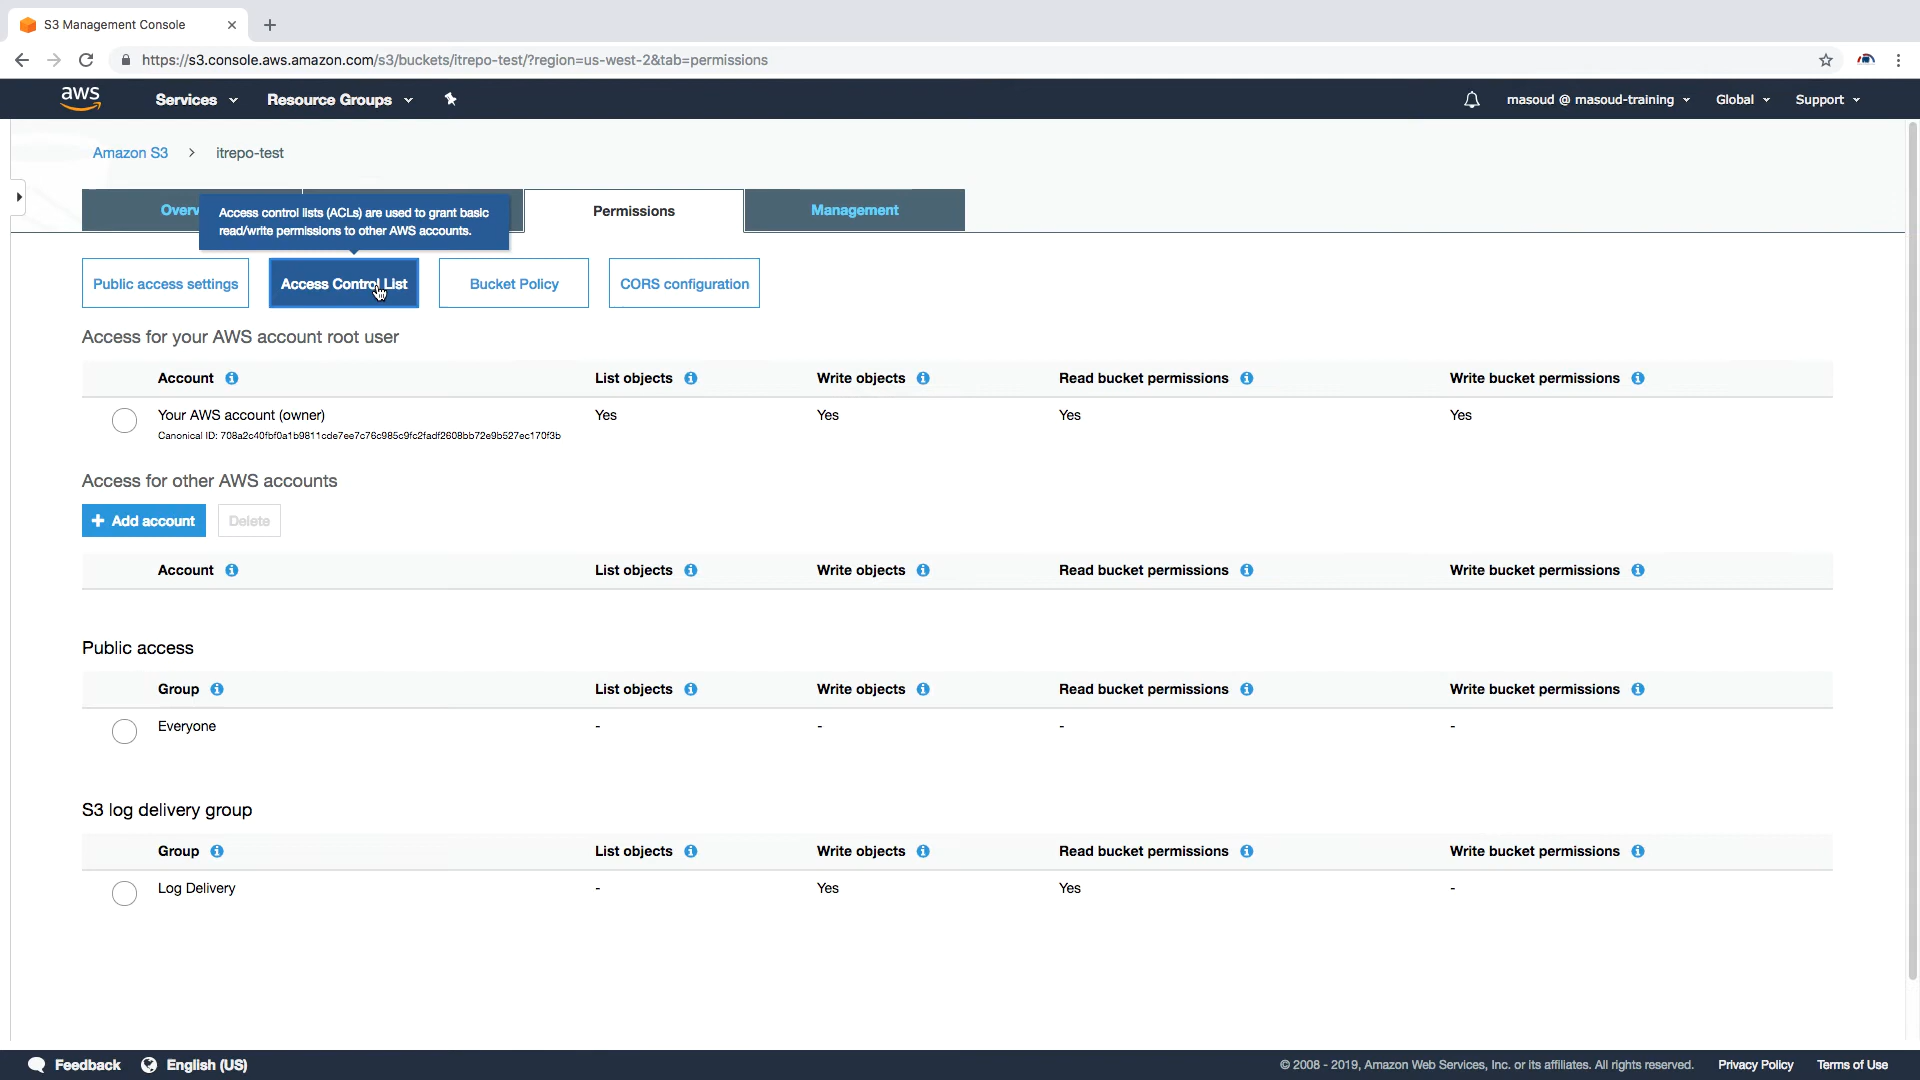 S3 Management Console
https://s3.console.aws.amazon.com/s3/buckets/itrepo-test/?region=us-west-2&tab=permissions
aws Services Resource Groups masoud @ masoud-training Global Support
Amazon S3 > itrepo-test
Overv Permissions Management
Access control lists (ACLs) are used to grant basic
read/write permissions to other AWS accounts.
Public access settings Access Control List Bucket Policy CORS configuration
Access for your AWS account root user
Account List objects Write objects Read bucket permissions Write bucket permissions
Your AWS account (owner) Yes Yes Yes Yes
Canonical ID: 708a2c40fbf0a1b9811cde7ee7c76c985c9fc2fadf2608bb72e9b527ec170f3b
Access for other AWS accounts
+ Add account Delete
Account List objects Write objects Read bucket permissions Write bucket permissions
Public access
Group List objects Write objects Read bucket permissions Write bucket permissions
Everyone - - - -
S3 log delivery group
Group List objects Write objects Read bucket permissions Write bucket permissions
Log Delivery - Yes Yes -
Feedback English (US) © 2008 - 2019, Amazon Web Services, Inc. or its affiliates. All rights reserved. Privacy Policy Terms of Use